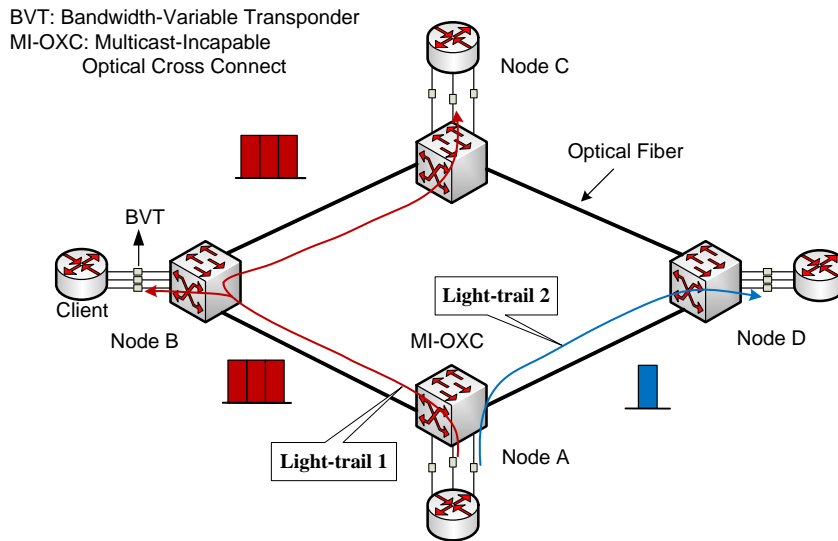 BVT: Bandwidth-Variable Transponder
MI-OXC: Multicast-Incapable
Optical Cross Connect
Node C
Optical Fiber
BVT
Client
Node B
Light-trail 2
MI-OXC
Node D
Light-trail 1
Node A